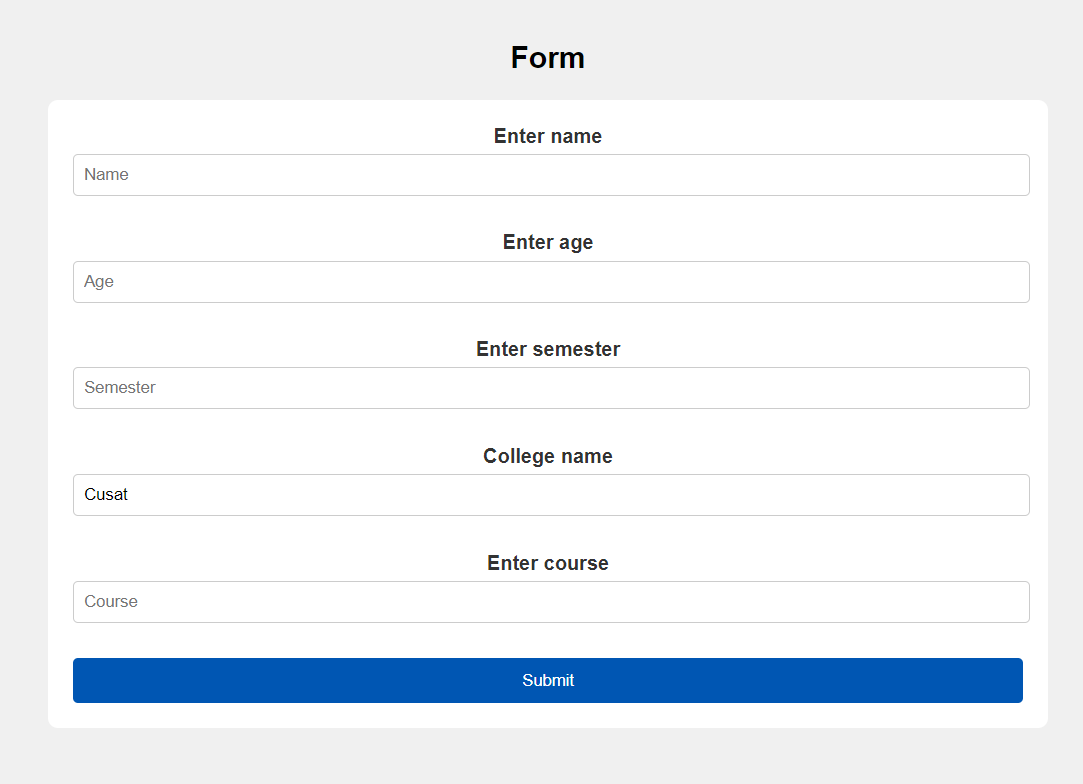 Form
Enter name
Name
Enter age
Age
Enter semester
Semester
College name
Cusat
Enter course
Course
Submit